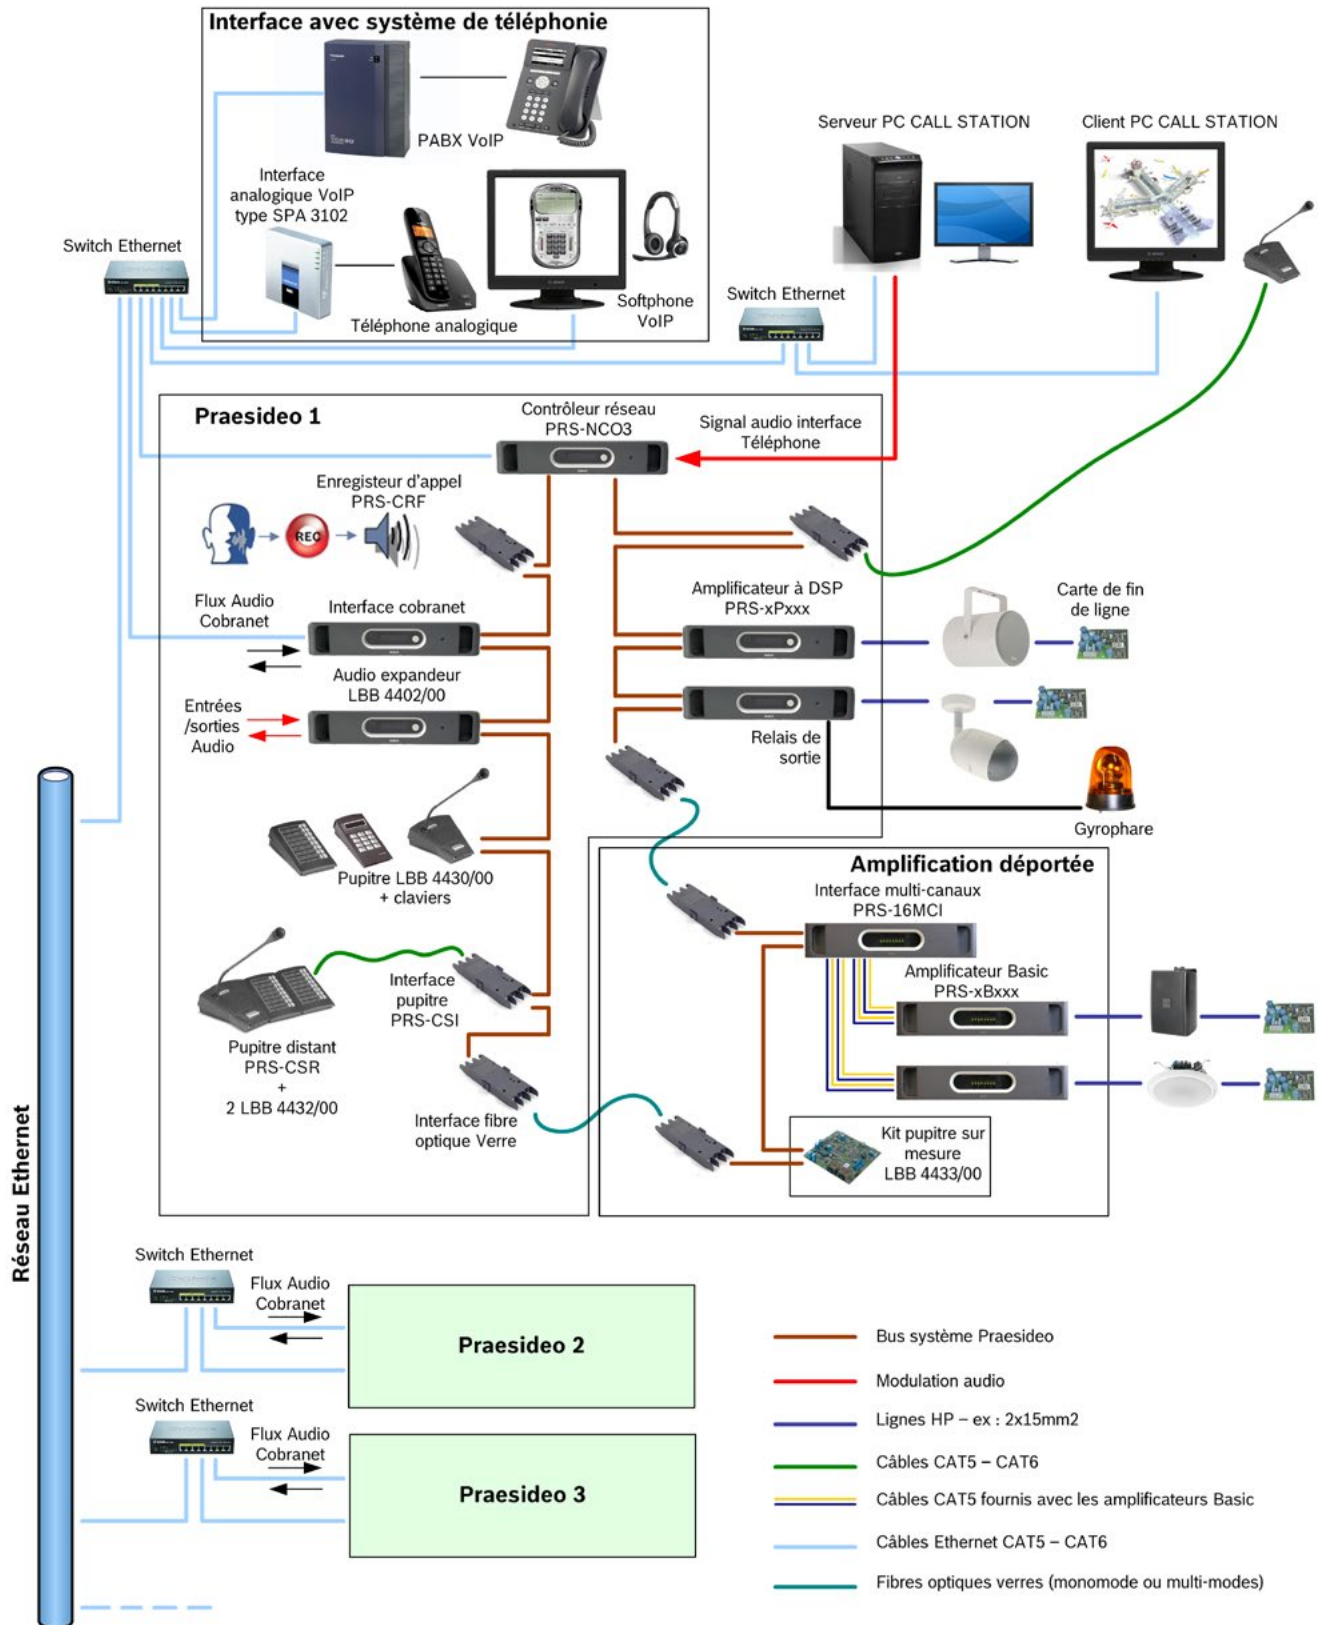 Interface avec système de téléphonie
PABX VoIP
Interface
analogique VoIP
type SPA 3102
Téléphone analogique
Softphone
VoIP
Switch Ethernet
Serveur PC CALL STATION
Client PC CALL STATION
Switch Ethernet
Praesideo 1
Contrôleur réseau
PRS-NCO3
Signal audio interface
Téléphone
Enregisteur d'appel
PRS-CRF
REC
Flux Audio
Cobranet
Interface cobranet
Amplificateur à DSP
PRS-xPxxx
Carte de fin
de ligne
Audio expandeur
LBB 4402/00
Entrées
/sorties
Audio
Relais de
sortie
Gyrophare
Pupitre LBB 4430/00
+ claviers
Amplification déportée
Interface multi-canaux
PRS-16MCI
Amplificateur Basic
PRS-xBxxx
Interface
pupitre
PRS-CSI
Pupitre distant
PRS-CSR
+
2 LBB 4432/00
Interface fibre
optique Verre
Kit pupitre sur
mesure
LBB 4433/00
Réseau Ethernet
Switch Ethernet
Flux Audio
Cobranet
Praesideo 2
Switch Ethernet
Flux Audio
Cobranet
Praesideo 3
Bus système Praesideo
Modulation audio
Lignes HP – ex : 2x15mm2
Câbles CAT5 – CAT6
Câbles CAT5 fournis avec les amplificateurs Basic
Câbles Ethernet CAT5 – CAT6
Fibres optiques verres (monomode ou multi-modes)